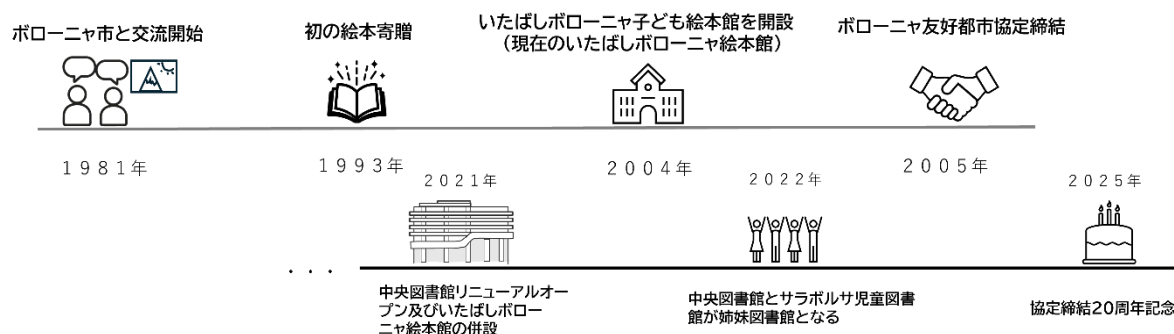 ボローニャ市と交流開始
初の絵本寄贈
いたばしボローニャ子ども絵本館を開設
（現在のいたばしボローニャ絵本館）
ボローニャ友好都市協定締結
1981年
1993年
2004年
2005年
2021年
2022年
2025年
・・・
中央図書館リニューアルオー
プン及びいたばしボロー
ニャ絵本館の併設
中央図書館とサラボルサ児童図書
館が姉妹図書館となる
協定締結20周年記念